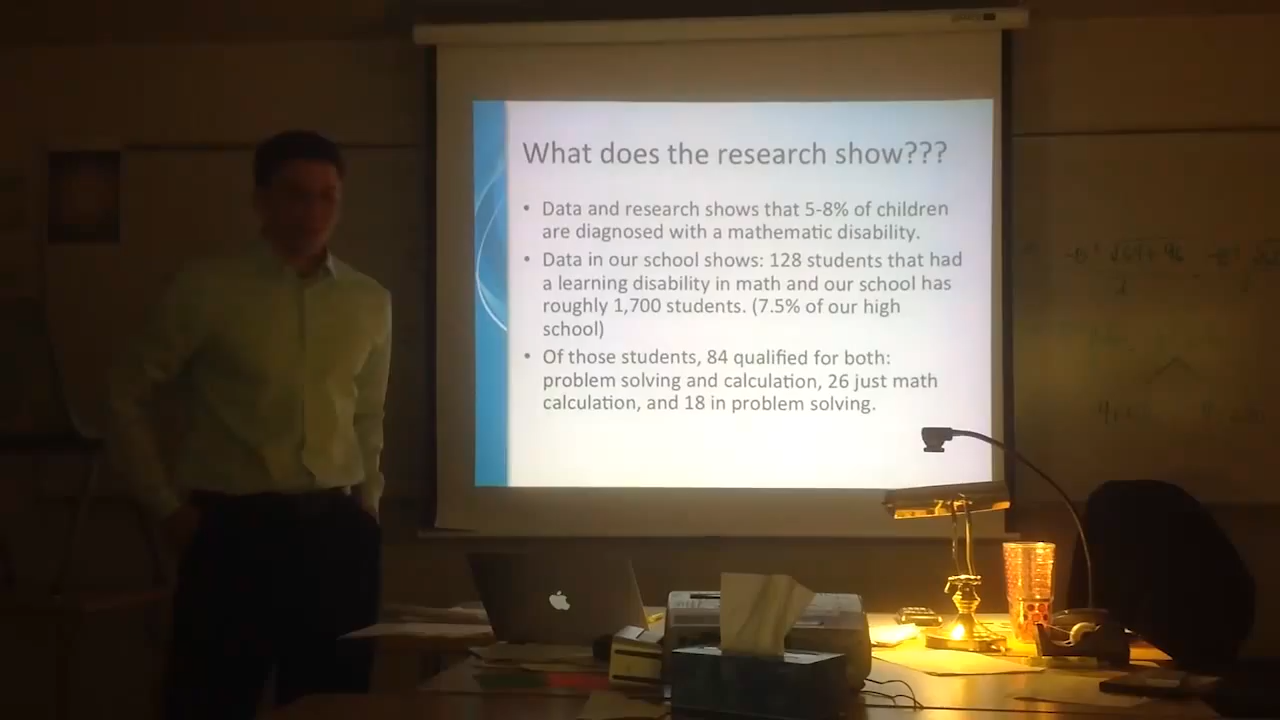 What does the research show???
• Data and research shows that 5-8% of children
are diagnosed with a mathematic disability.
• Data in our school shows: 128 students that had
a learning disability in math and our school has
roughly 1,700 students. (7.5% of our high
school)
• Of those students, 84 qualified for both:
problem solving and calculation, 26 just math
calculation, and 18 in problem solving.